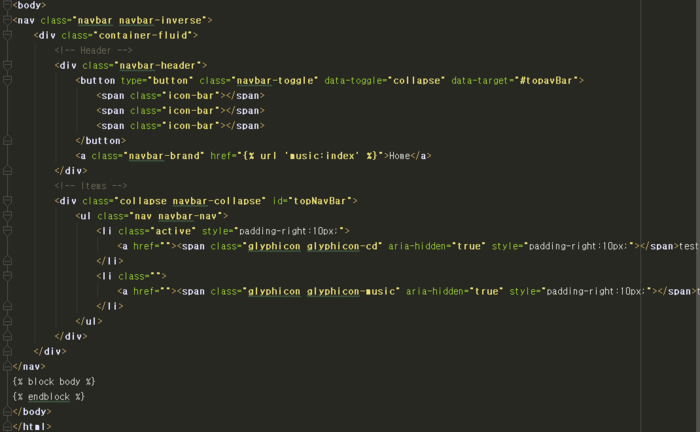 <body>
<nav class="navbar navbar-inverse">
<div class="container-fluid">
<!-- Header -->
<div class="navbar-header">
<button type="button" class="navbar-toggle" data-toggle="collapse" data-target="#topavBar">
<span class="icon-bar"></span>
<span class="icon-bar"></span>
<span class="icon-bar"></span>
</button>
<a class="navbar-brand" href="{% url 'music:index' %}">Home</a>
</div>
<!-- Items -->
<div class="collapse navbar-collapse" id="topNavBar">
<ul class="nav navbar-nav">
<li class="active" style="padding-right:10px;">
<a href=""><span class="glyphicon glyphicon-cd" aria-hidden="true" style="padding-right:10px;"></span>test
</li>
<li class="">
<a href=""><span class="glyphicon glyphicon-music" aria-hidden="true" style="padding-right:10px;"></span>
</li>
</ul>
</div>
</div>
</nav>
{% block body %}
{% endblock %}
</body>
</html>